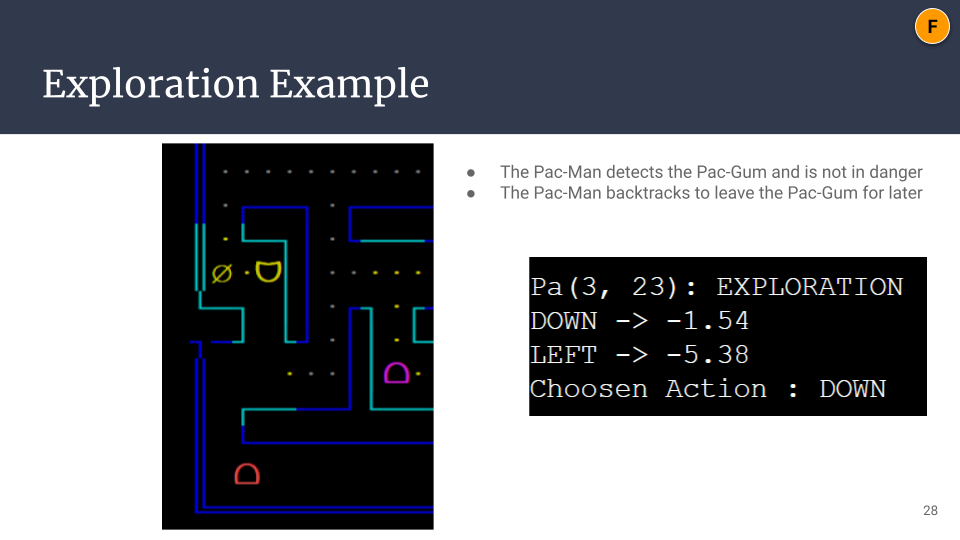 F
Exploration Example
● The Pac-Man detects the Pac-Gum and is not in danger
● The Pac-Man backtracks to leave the Pac-Gum for later
Pa(3, 23): EXPLORATION
DOWN -> -1.54
LEFT -> -5.38
Choosen Action : DOWN
28